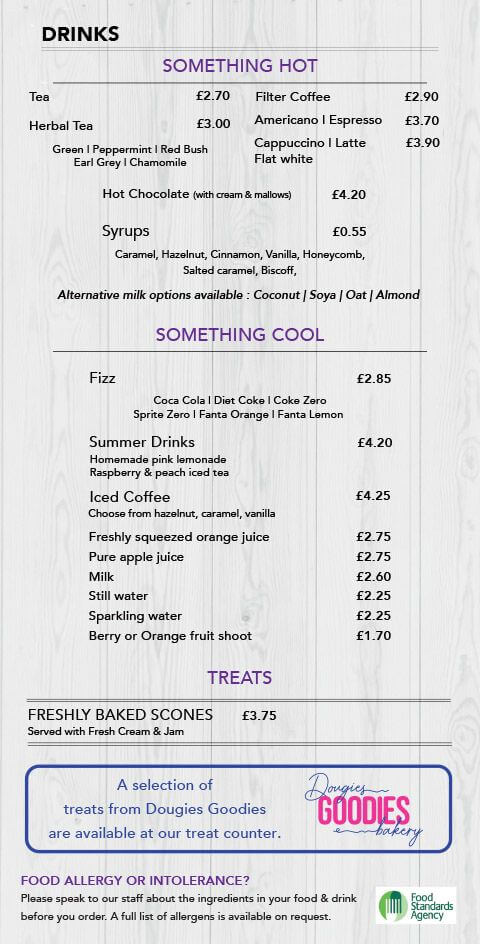 DRINKS
SOMETHING HOT
Tea £2.70
Herbal Tea £3.00
Green | Peppermint | Red Bush
Earl Grey | Chamomile
Filter Coffee £2.90
Americano | Espresso £3.70
Cappuccino | Latte £3.90
Flat white
Hot Chocolate (with cream & mallows) £4.20
Syrups £0.55
Caramel, Hazelnut, Cinnamon, Vanilla, Honeycomb,
Salted caramel, Biscoff,
Alternative milk options available : Coconut | Soya | Oat | Almond
SOMETHING COOL
Fizz £2.85
Coca Cola | Diet Coke | Coke Zero
Sprite Zero | Fanta Orange | Fanta Lemon
Summer Drinks £4.20
Homemade pink lemonade
Raspberry & peach iced tea
Iced Coffee £4.25
Choose from hazelnut, caramel, vanilla
Freshly squeezed orange juice £2.75
Pure apple juice £2.75
Milk £2.60
Still water £2.25
Sparkling water £2.25
Berry or Orange fruit shoot £1.70
TREATS
FRESHLY BAKED SCONES £3.75
Served with Fresh Cream & Jam
A selection of
treats from Dougies Goodies
are available at our treat counter.
Dougies
GOODIES
bakery
FOOD ALLERGY OR INTOLERANCE?
Please speak to our staff about the ingredients in your food & drink
before you order. A full list of allergens is available on request.
Food
Standards
Agency